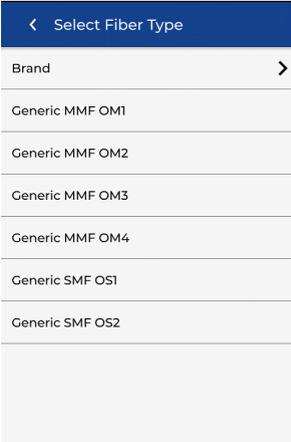 Select Fiber Type
Brand
Generic MMF OM1
Generic MMF OM2
Generic MMF OM3
Generic MMF OM4
Generic SMF OS1
Generic SMF OS2